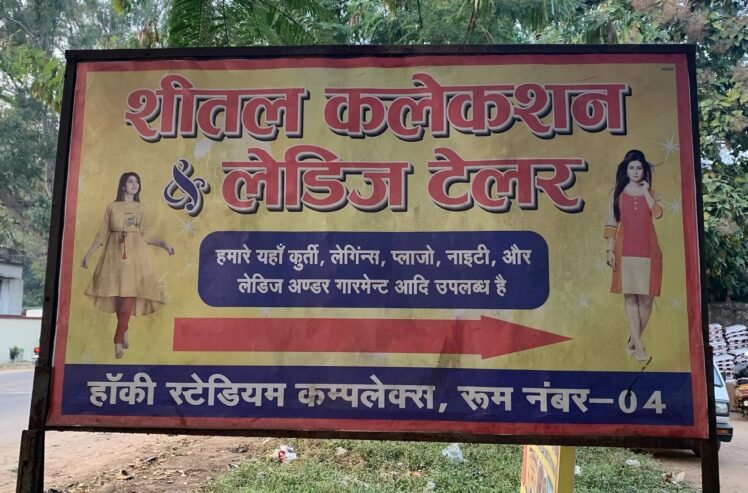 शीतल कलेकशन
& लेडिज टेलर
हमारे यहाँ कुर्ती, लेगिंन्स, प्लाजो, नाइटी, और
लेडिज अण्डर गारमेन्ट आदि उपलब्ध है
हॉकी स्टेडियम कम्पलेक्स, रूम नंबर-04